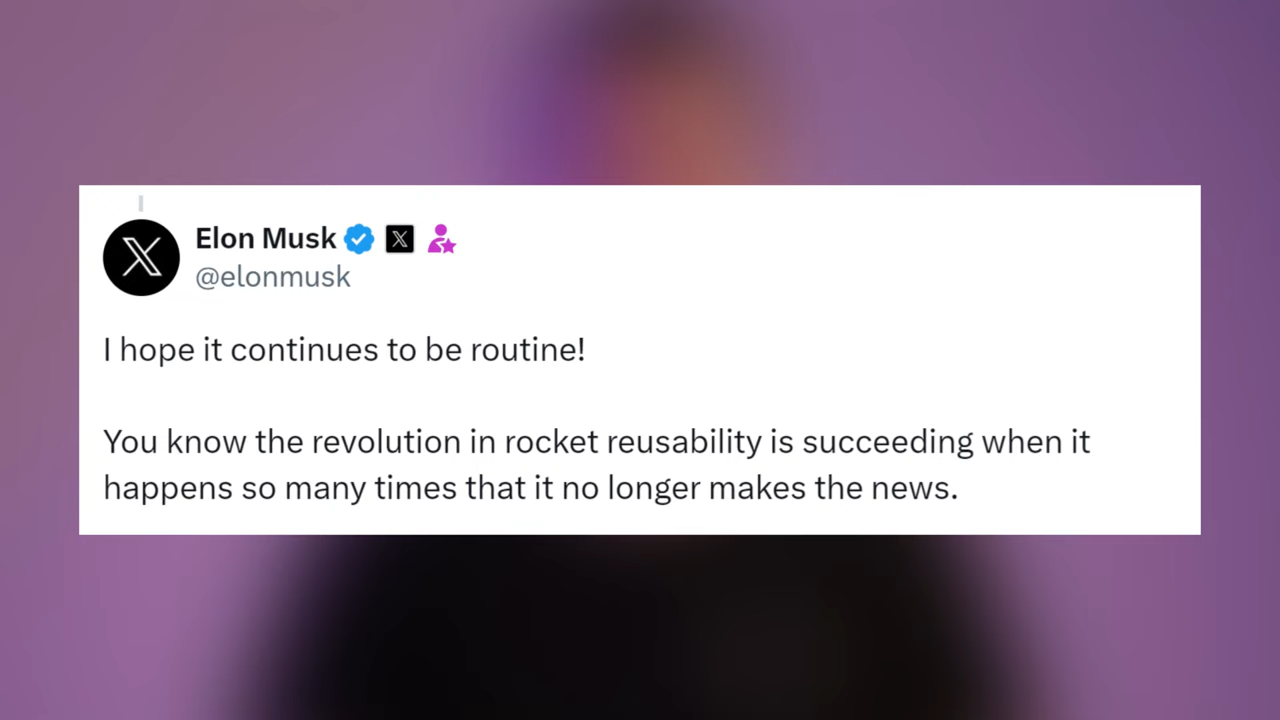 Elon Musk
@elonmusk
I hope it continues to be routine!
You know the revolution in rocket reusability is succeeding when it
happens so many times that it no longer makes the news.